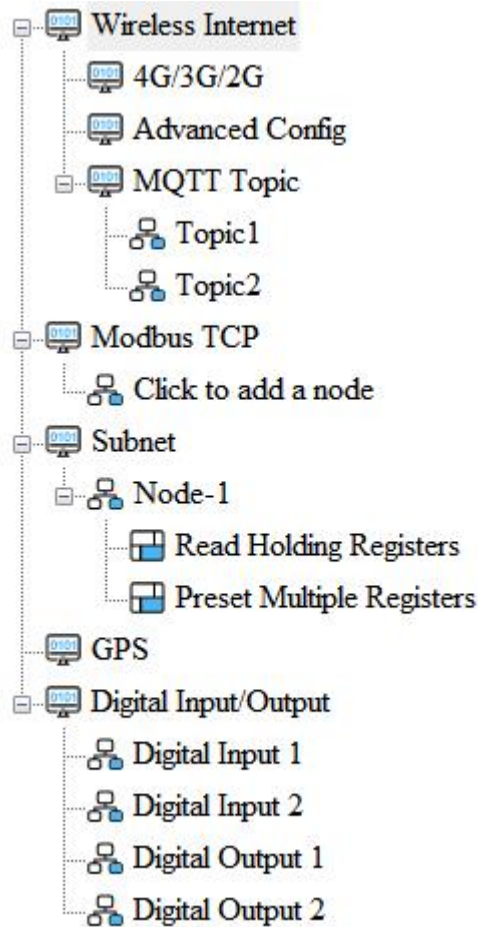 Wireless Internet
4G/3G/2G
Advanced Config
MQTT Topic
Topic1
Topic2
Modbus TCP
Click to add a node
Subnet
Node-1
Read Holding Registers
Preset Multiple Registers
GPS
Digital Input/Output
Digital Input 1
Digital Input 2
Digital Output 1
Digital Output 2